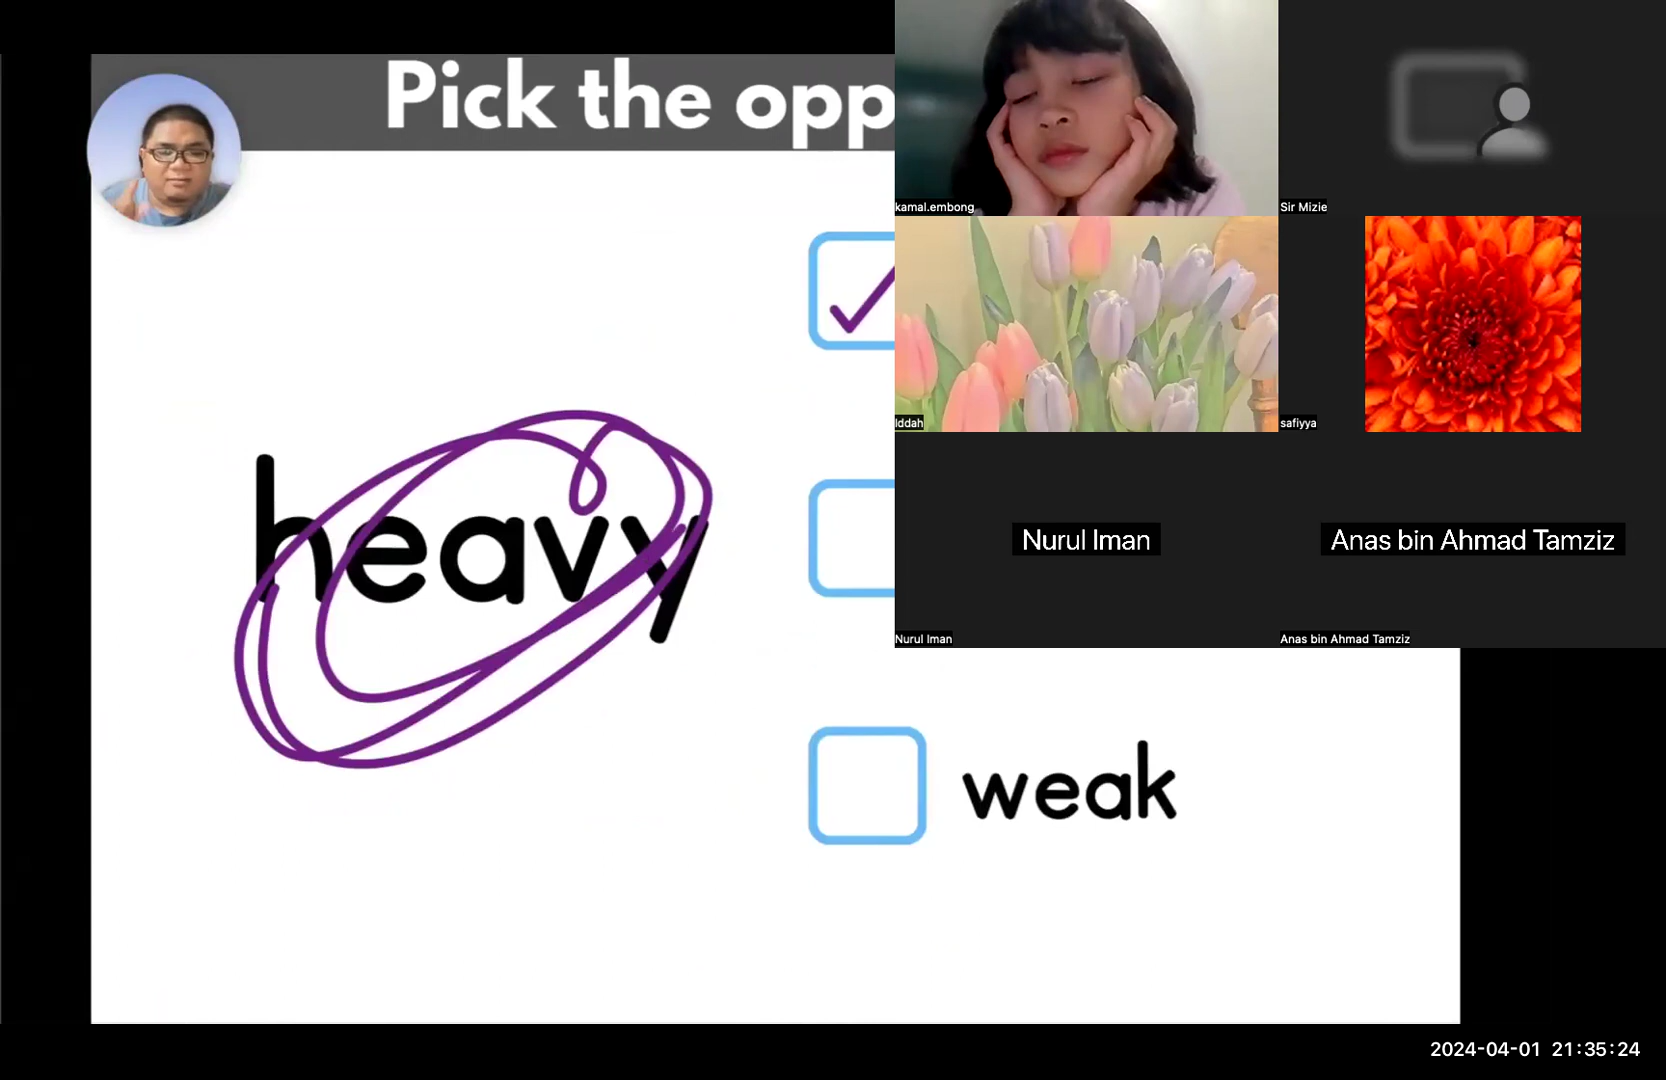 Pick the opp
heavy
weak
kamal.embong
Sir Mizie
Iddah
safiyya
Nurul Iman
Anas bin Ahmad Tamziz
Nurul Iman
Anas bin Ahmad Tamziz
2024-04-01 21:35:24